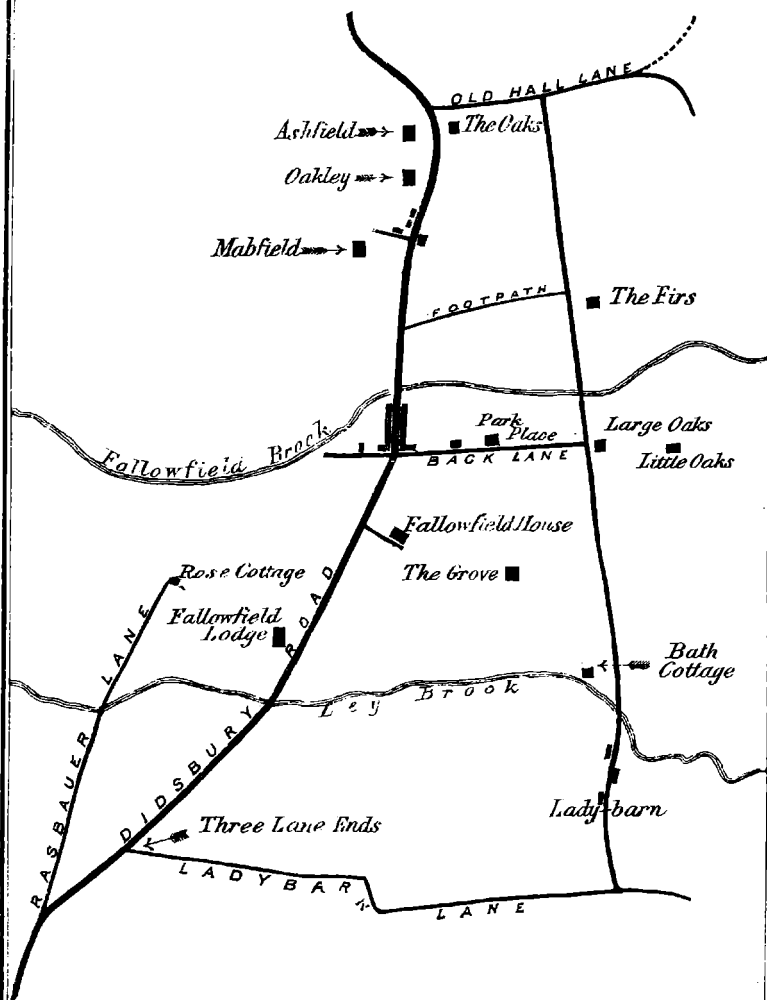 OLD HALL LANE
Ashfield
The Oaks
Oakley
Mabfield
FOOTPATH
The Firs
Fallowfield Brook
Park
Place
Large Oaks
BACK LANE
Little Oaks
Fallowfield House
Rose Cottage
The Grove
Fallowfield
Lodge
Bath
Cottage
Ley Brook
RASBAUER LANE
DIDSBURY ROAD
Lady-barn
Three Lane Ends
LADYBARN LANE